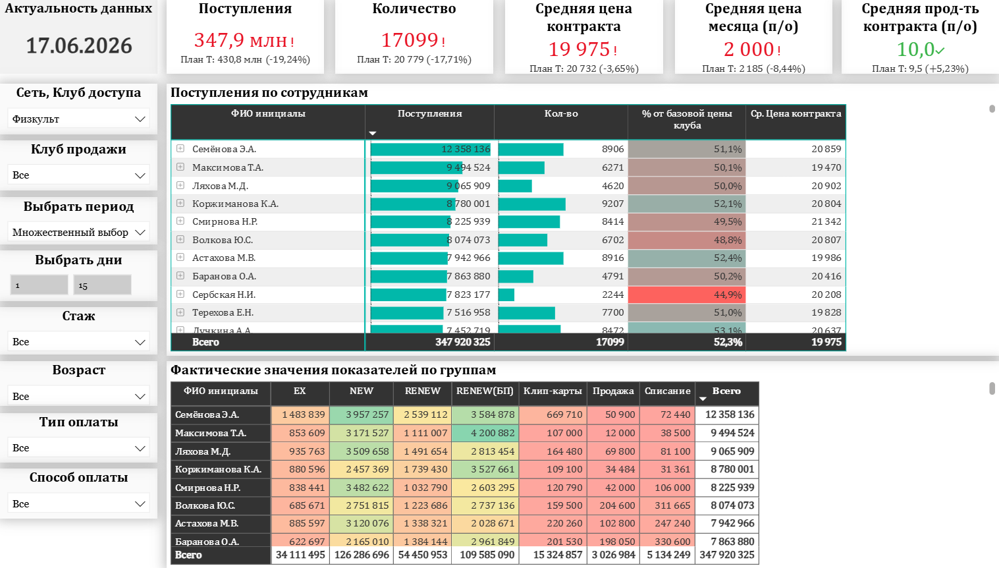 Актуальность данных
17.06.2026
Поступления
347,9 млн !
План Т: 430,8 млн (-19,24%)
Количество
17099 !
План Т: 20 779 (-17,71%)
Средняя цена
контракта
19 975 !
План Т: 20 732 (-3,65%)
Средняя цена
месяца (п/о)
2 000 !
План Т: 2 185 (-8,44%)
Средняя прод-ть
контракта (п/о)
10,0
План Т: 9,5 (+5,23%)
Сеть, Клуб доступа
Физкульт
Клуб продажи
Все
Выбрать период
Множественный выбор
Выбрать дни
1 15
Стаж
Все
Возраст
Все
Тип оплаты
Все
Способ оплаты
Все
Поступления по сотрудникам
ФИО инициалы Поступления Кол-во % от базовой цены клуба Ср. Цена контракта
Семёнова Э.А. 12 358 136 8906 51,1% 20 859
Максимова Т.А. 9 494 524 6271 50,1% 19 470
Ляхова М.Д. 9 065 909 4620 50,0% 20 902
Коржиманова К.А. 8 780 001 9207 52,1% 20 804
Смирнова Н.Р. 8 225 939 8414 49,5% 21 342
Волкова Ю.С. 8 074 073 6702 48,8% 20 807
Астахова М.В. 7 942 966 8916 52,4% 19 986
Баранова О.А. 7 863 880 4791 50,2% 20 416
Сербская Н.И. 7 823 177 2244 44,9% 20 208
Терехова Е.Н. 7 516 958 7700 51,0% 19 828
Лучкина А.А. 7 452 719 8472 53,1% 20 637
Всего 347 920 325 17099 52,3% 19 975
Фактические значения показателей по группам
ФИО инициалы EX NEW RENEW RENEW(БП) Клип-карты Продажа Списание Всего
Семёнова Э.А. 1 483 839 3 957 257 2 539 112 3 584 878 669 710 50 900 72 440 12 358 136
Максимова Т.А. 853 609 3 171 527 1 111 007 4 200 882 107 000 12 000 38 500 9 494 524
Ляхова М.Д. 935 763 3 509 658 1 491 654 2 813 454 164 480 69 800 81 100 9 065 909
Коржиманова К.А. 880 596 2 457 369 1 739 430 3 527 661 109 100 34 484 31 361 8 780 001
Смирнова Н.Р. 838 441 3 482 622 1 032 790 2 603 295 120 790 42 000 106 000 8 225 939
Волкова Ю.С. 685 671 2 751 815 1 223 686 2 737 136 159 500 204 600 311 665 8 074 073
Астахова М.В. 885 597 3 120 076 1 338 321 2 028 671 220 260 102 800 247 240 7 942 966
Баранова О.А. 622 697 2 165 010 1 384 144 2 961 849 201 530 198 050 330 600 7 863 880
Всего 34 111 495 126 286 696 54 450 953 109 585 090 15 324 857 3 026 984 5 134 249 347 920 325